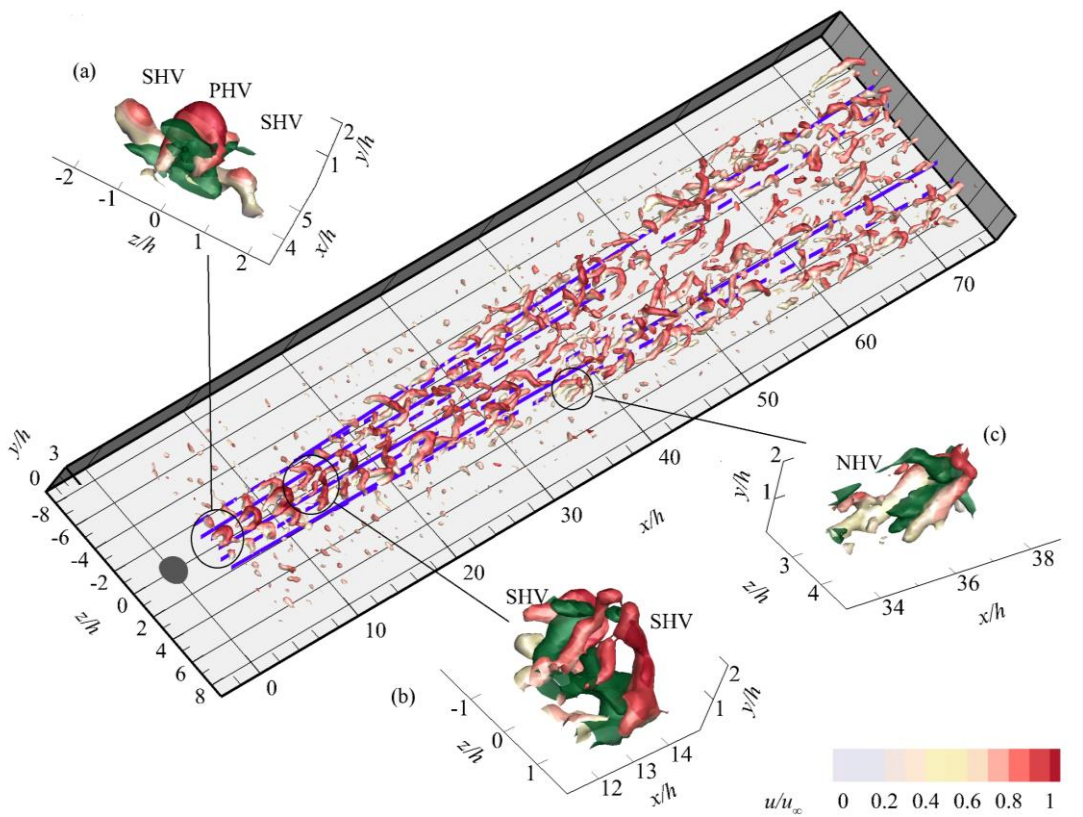 (a)
SHV
PHV
SHV
2
1
y/h
-2
-1
0
1
2
z/h
4
5
x/h
y/h
3
0
-8
-6
-4
-2
0
2
4
6
8
z/h
0
10
20
30
40
50
60
70
x/h
(c)
NHV
2
1
y/h
3
4
z/h
34
36
38
x/h
SHV
SHV
(b)
-1
0
1
z/h
12
13
14
x/h
2
1
y/h
u/u∞
0 0.2 0.4 0.6 0.8 1